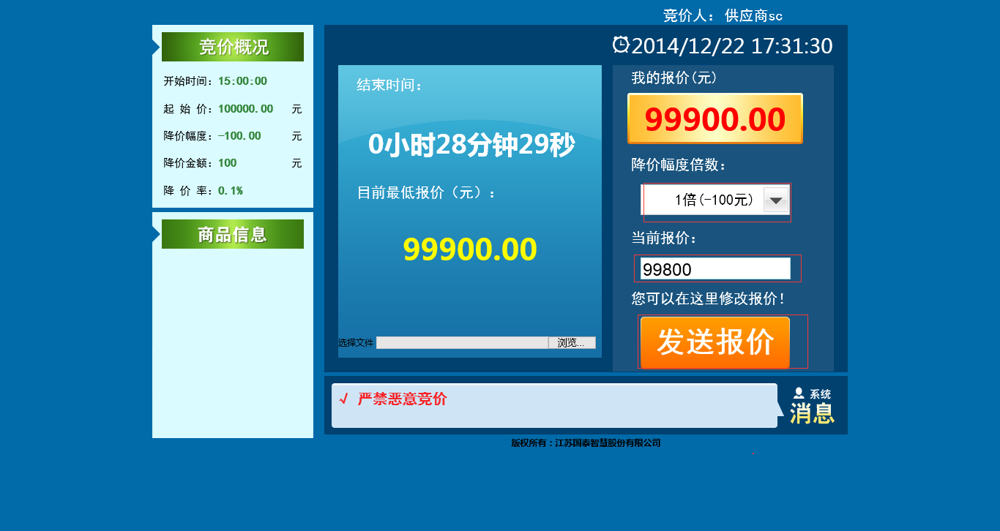 竞价人：供应商sc
竞价概况
开始时间：15:00:00
起 始 价：100000.00 元
降价幅度：-100.00 元
降价金额：100 元
降 价 率：0.1%
商品信息
2014/12/22 17:31:30
结束时间：
0小时28分钟29秒
目前最低报价（元）：
99900.00
选择文件 浏览...
我的报价(元)
99900.00
降价幅度倍数：
1倍(-100元)
当前报价：
99800
您可以在这里修改报价！
发送报价
√ 严禁恶意竞价
系统
消息
版权所有：江苏国泰智慧股份有限公司